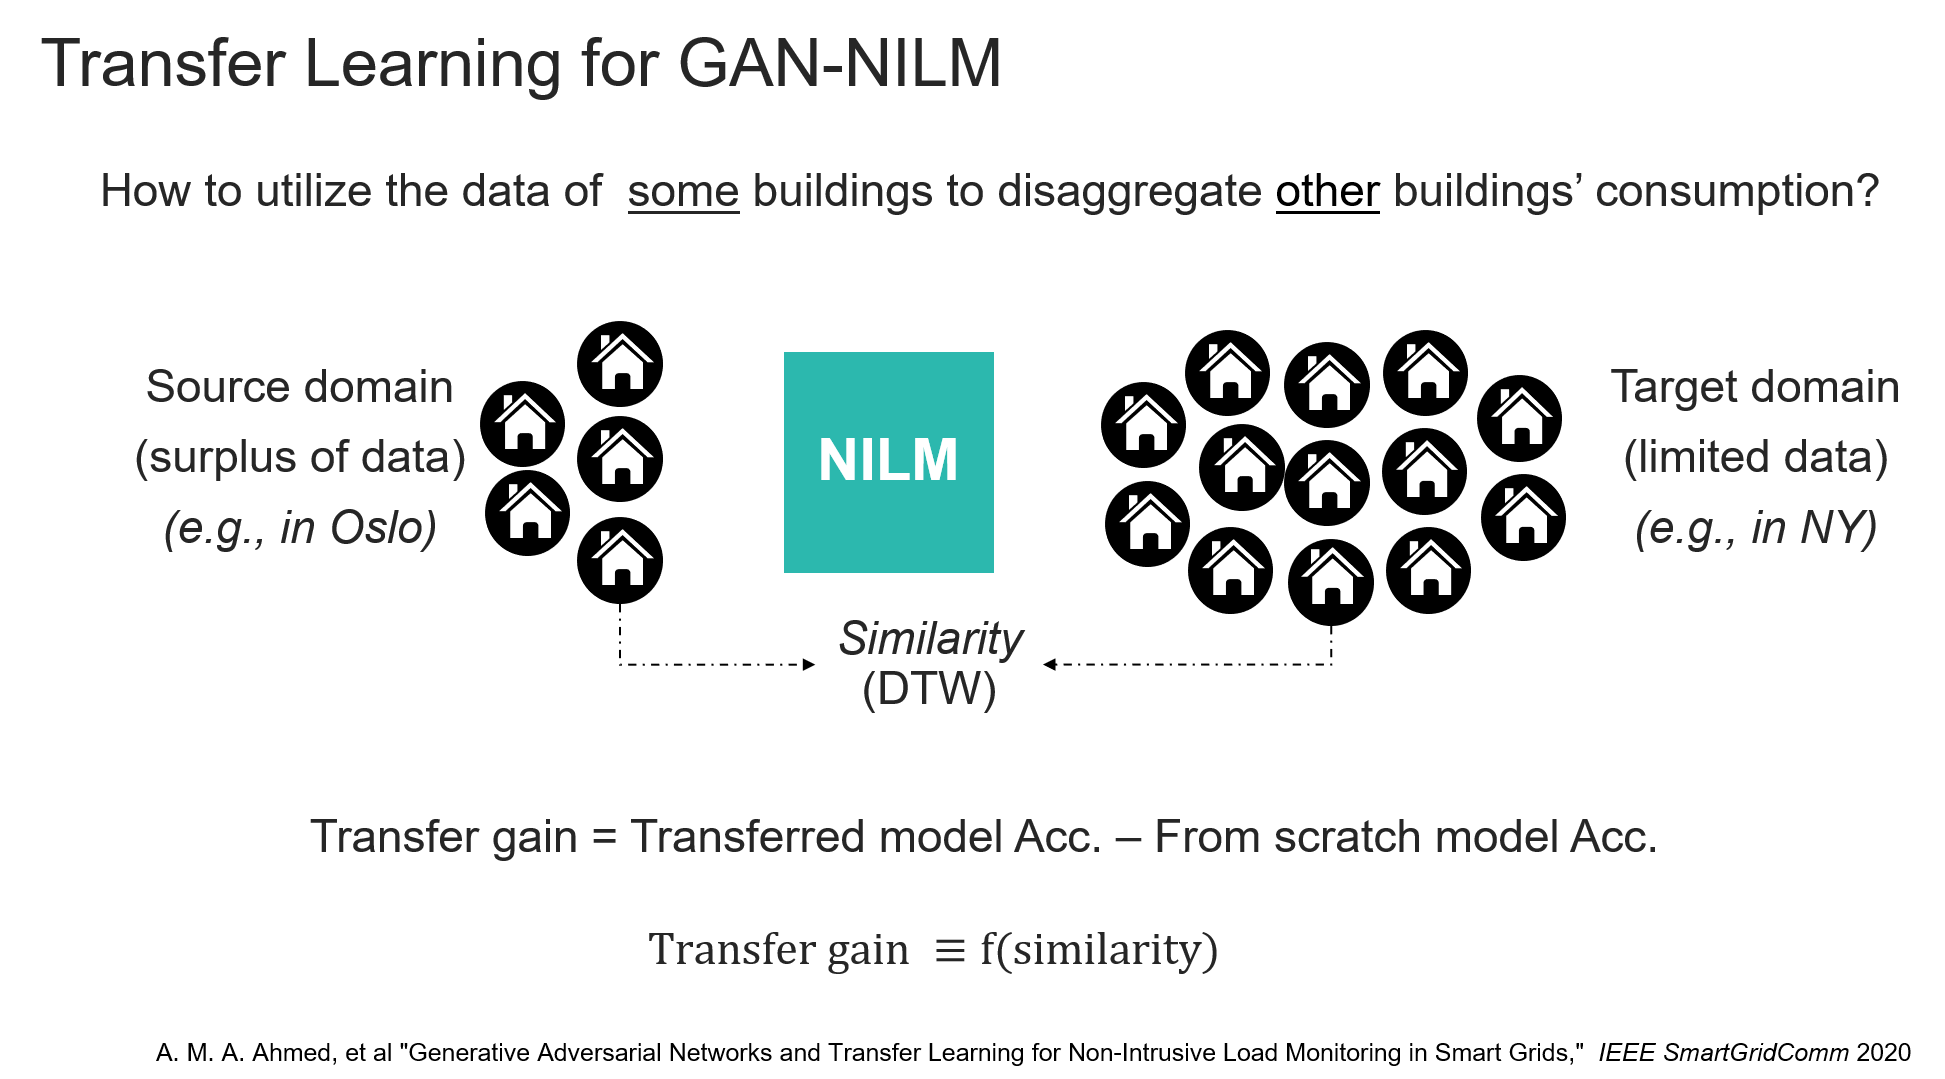 Transfer Learning for GAN-NILM
How to utilize the data of some buildings to disaggregate other buildings’ consumption?
Source domain
(surplus of data)
(e.g., in Oslo)
NILM
Target domain
(limited data)
(e.g., in NY)
Similarity
(DTW)
Transfer gain = Transferred model Acc. – From scratch model Acc.
Transfer gain ≡ f(similarity)
A. M. A. Ahmed, et al "Generative Adversarial Networks and Transfer Learning for Non-Intrusive Load Monitoring in Smart Grids," IEEE SmartGridComm 2020